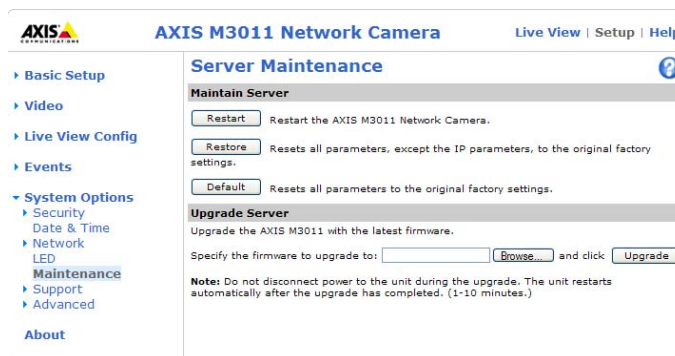 AXIS
COMMUNICATIONS
AXIS M3011 Network Camera
Live View | Setup | Help
Basic Setup
Video
Live View Config
Events
System Options
Security
Date & Time
Network
LED
Maintenance
Support
Advanced
About
Server Maintenance
Maintain Server
Restart Restart the AXIS M3011 Network Camera.
Restore Resets all parameters, except the IP parameters, to the original factory
settings.
Default Resets all parameters to the original factory settings.
Upgrade Server
Upgrade the AXIS M3011 with the latest firmware.
Specify the firmware to upgrade to: Browse... and click Upgrade
Note: Do not disconnect power to the unit during the upgrade. The unit restarts
automatically after the upgrade has completed. (1-10 minutes.)